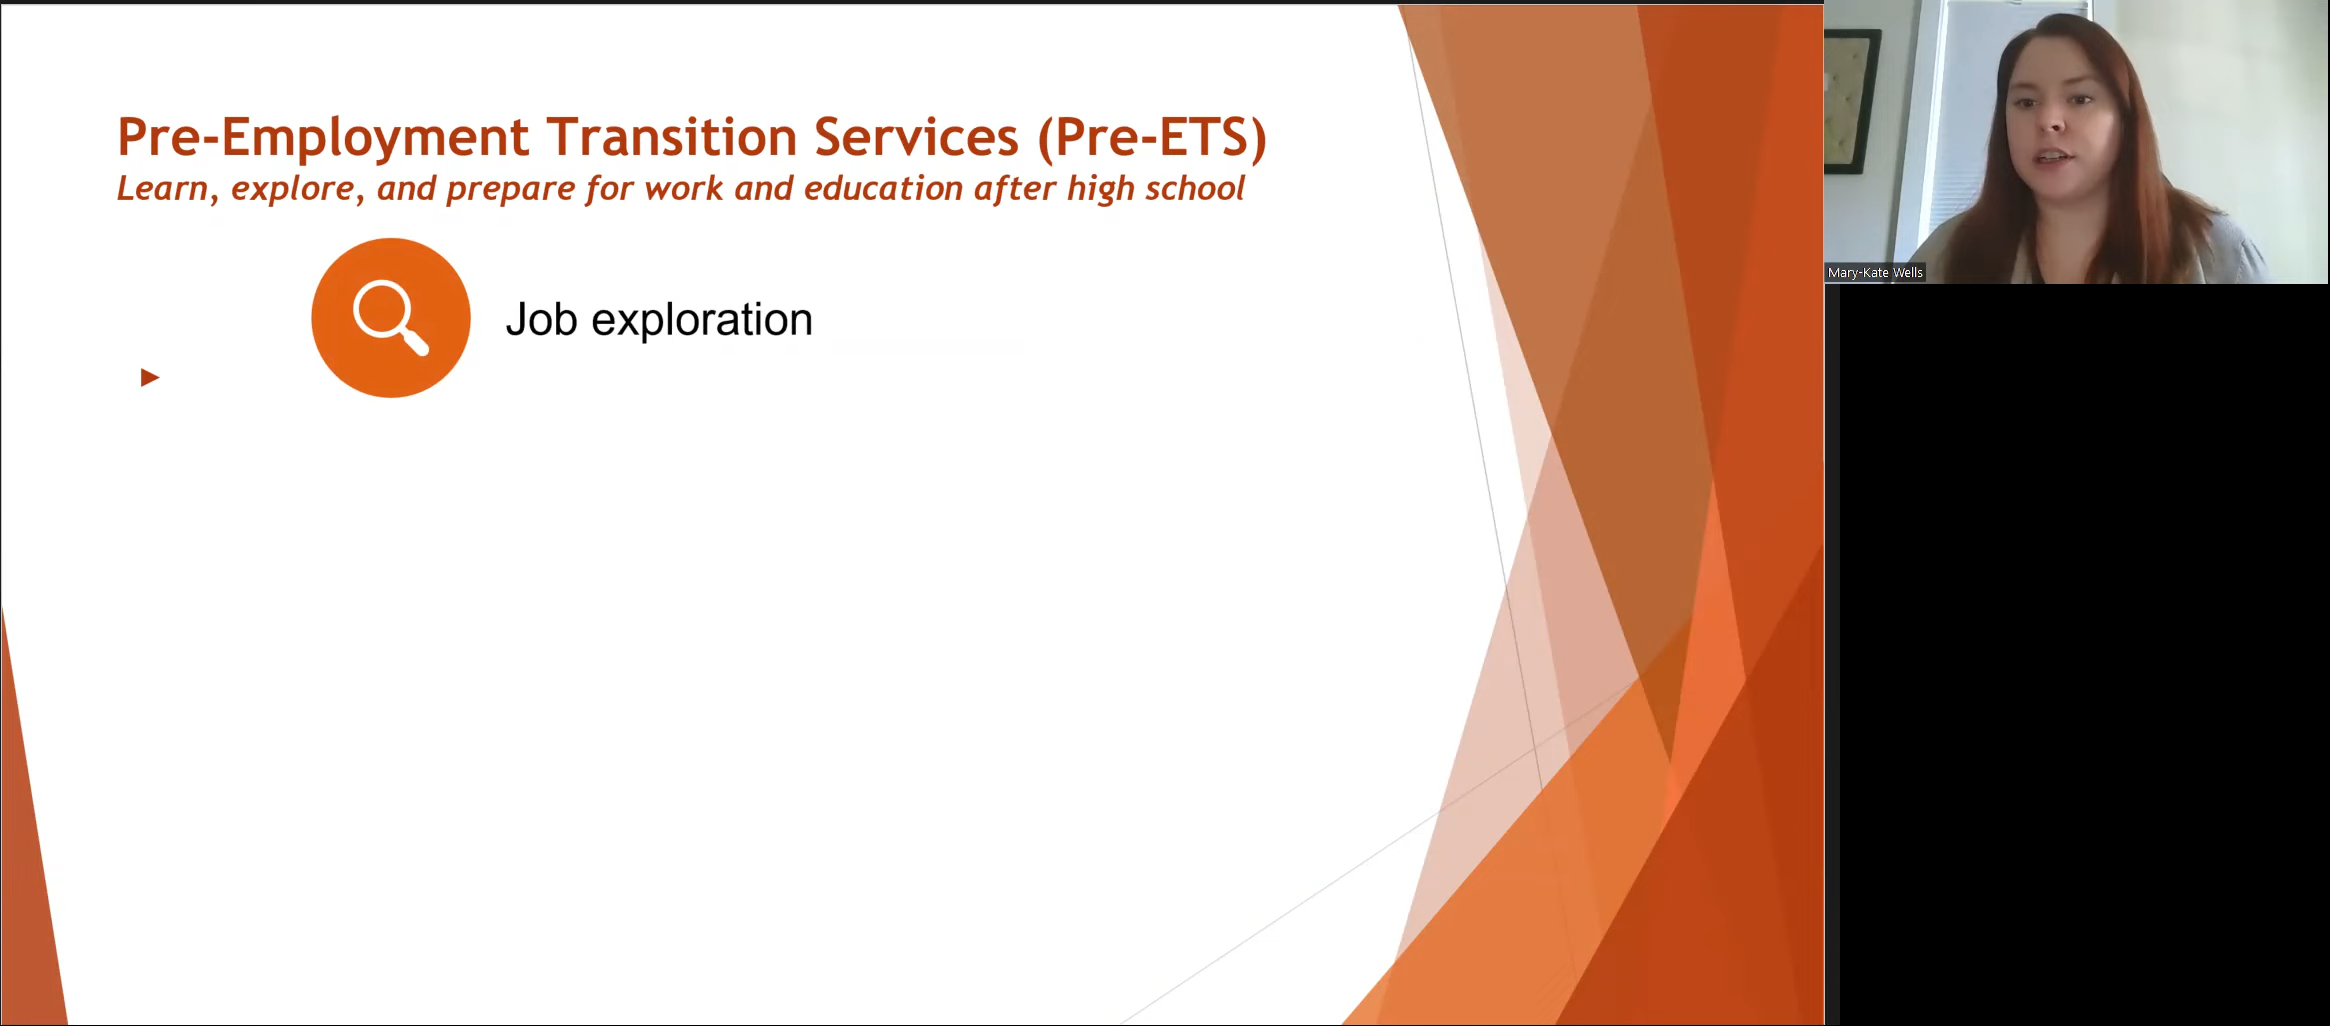 Pre-Employment Transition Services (Pre-ETS)
Learn, explore, and prepare for work and education after high school
Job exploration
Mary-Kate Wells